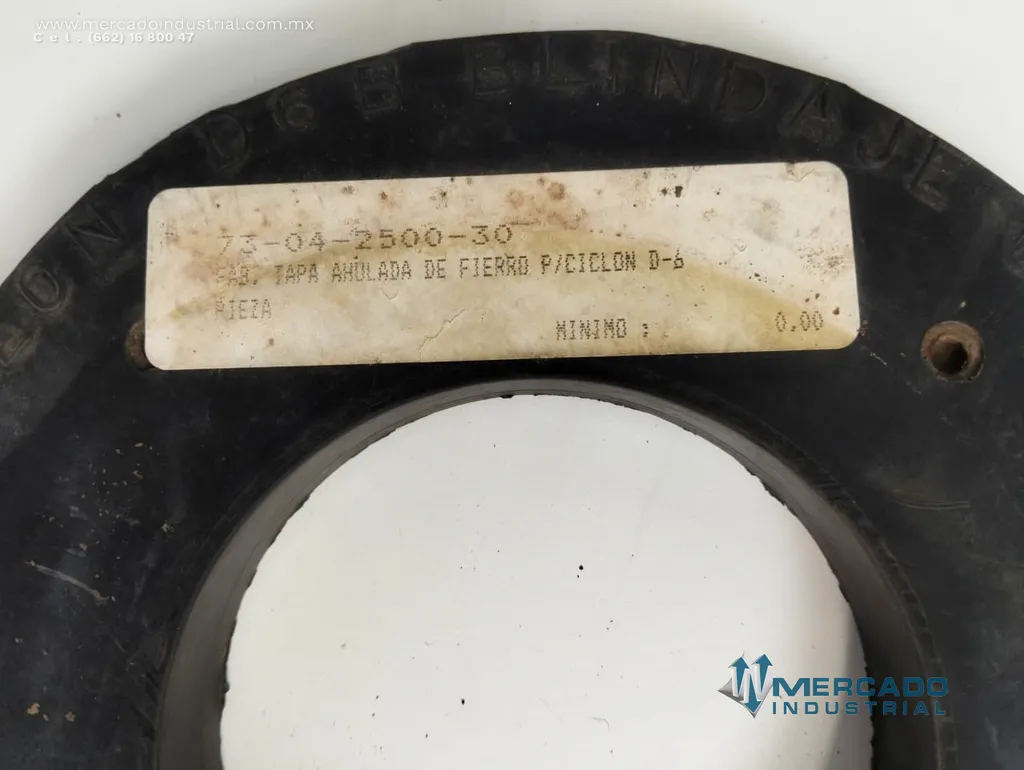 www.mercadoindustrial.com.mx
Cel. (662) 16 800 47
D6B BLINDAJE
73-04-2500-30
FAB. TAPA AHULADA DE FIERRO P/CICLON D-6
PIEZA
MINIMO : 0.00
MERCADO
INDUSTRIAL